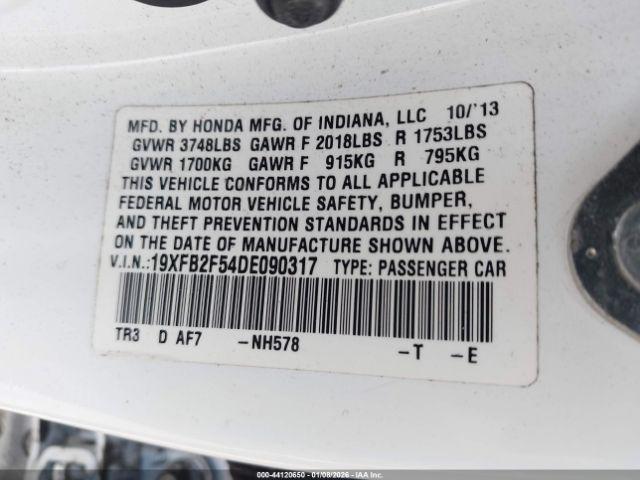 MFD. BY HONDA MFG. OF INDIANA, LLC 10/'13
GVWR 3748LBS GAWR F 2018LBS R 1753LBS
GVWR 1700KG GAWR F 915KG R 795KG
THIS VEHICLE CONFORMS TO ALL APPLICABLE
FEDERAL MOTOR VEHICLE SAFETY, BUMPER,
AND THEFT PREVENTION STANDARDS IN EFFECT
ON THE DATE OF MANUFACTURE SHOWN ABOVE.
V.I.N.:19XFB2F54DE090317 TYPE: PASSENGER CAR
TR3 D AF7 -NH578 -T -E
000-44120650 - 01/08/2026 - IAAI.COM